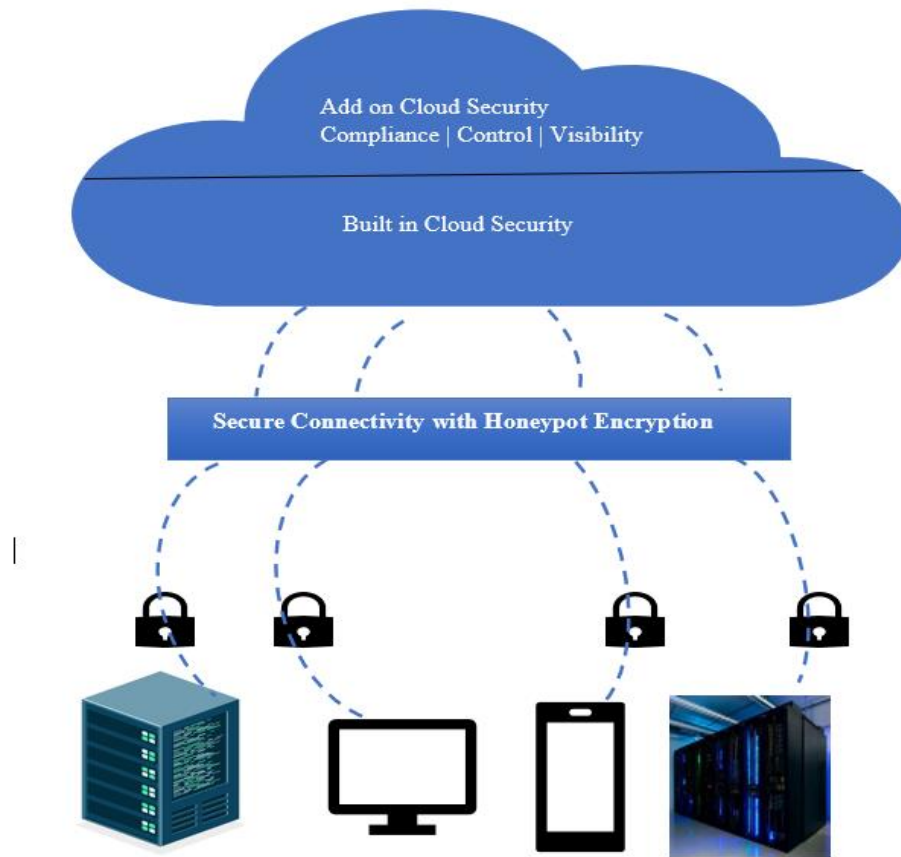 Add on Cloud Security
Compliance | Control | Visibility
Built in Cloud Security
Secure Connectivity with Honeypot Encryption